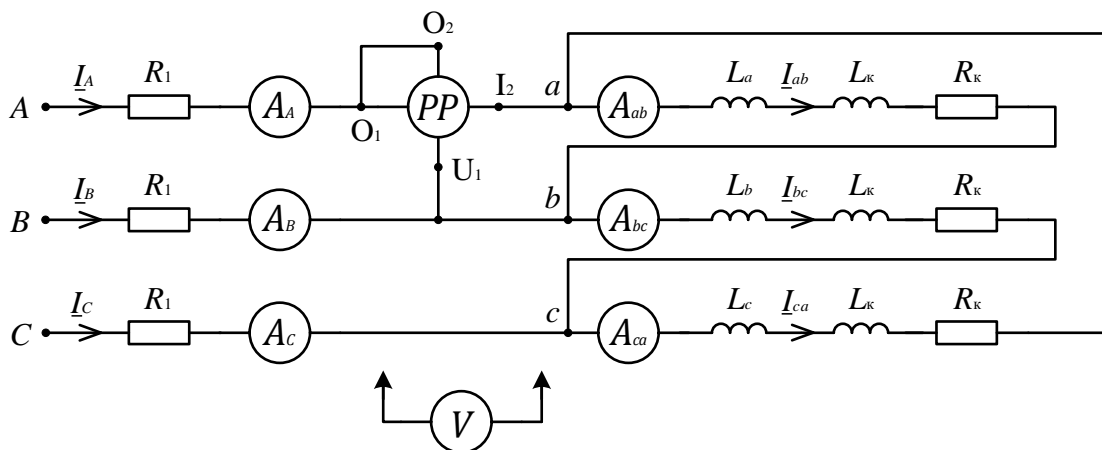 O2
I_A R1 I2 a L_a I_ab L_к R_к
A A_A PP A_ab
O1
U1
I_B R1 b L_b I_bc L_к R_к
B A_B A_bc
I_C R1 c L_c I_ca L_к R_к
C A_C A_ca
V